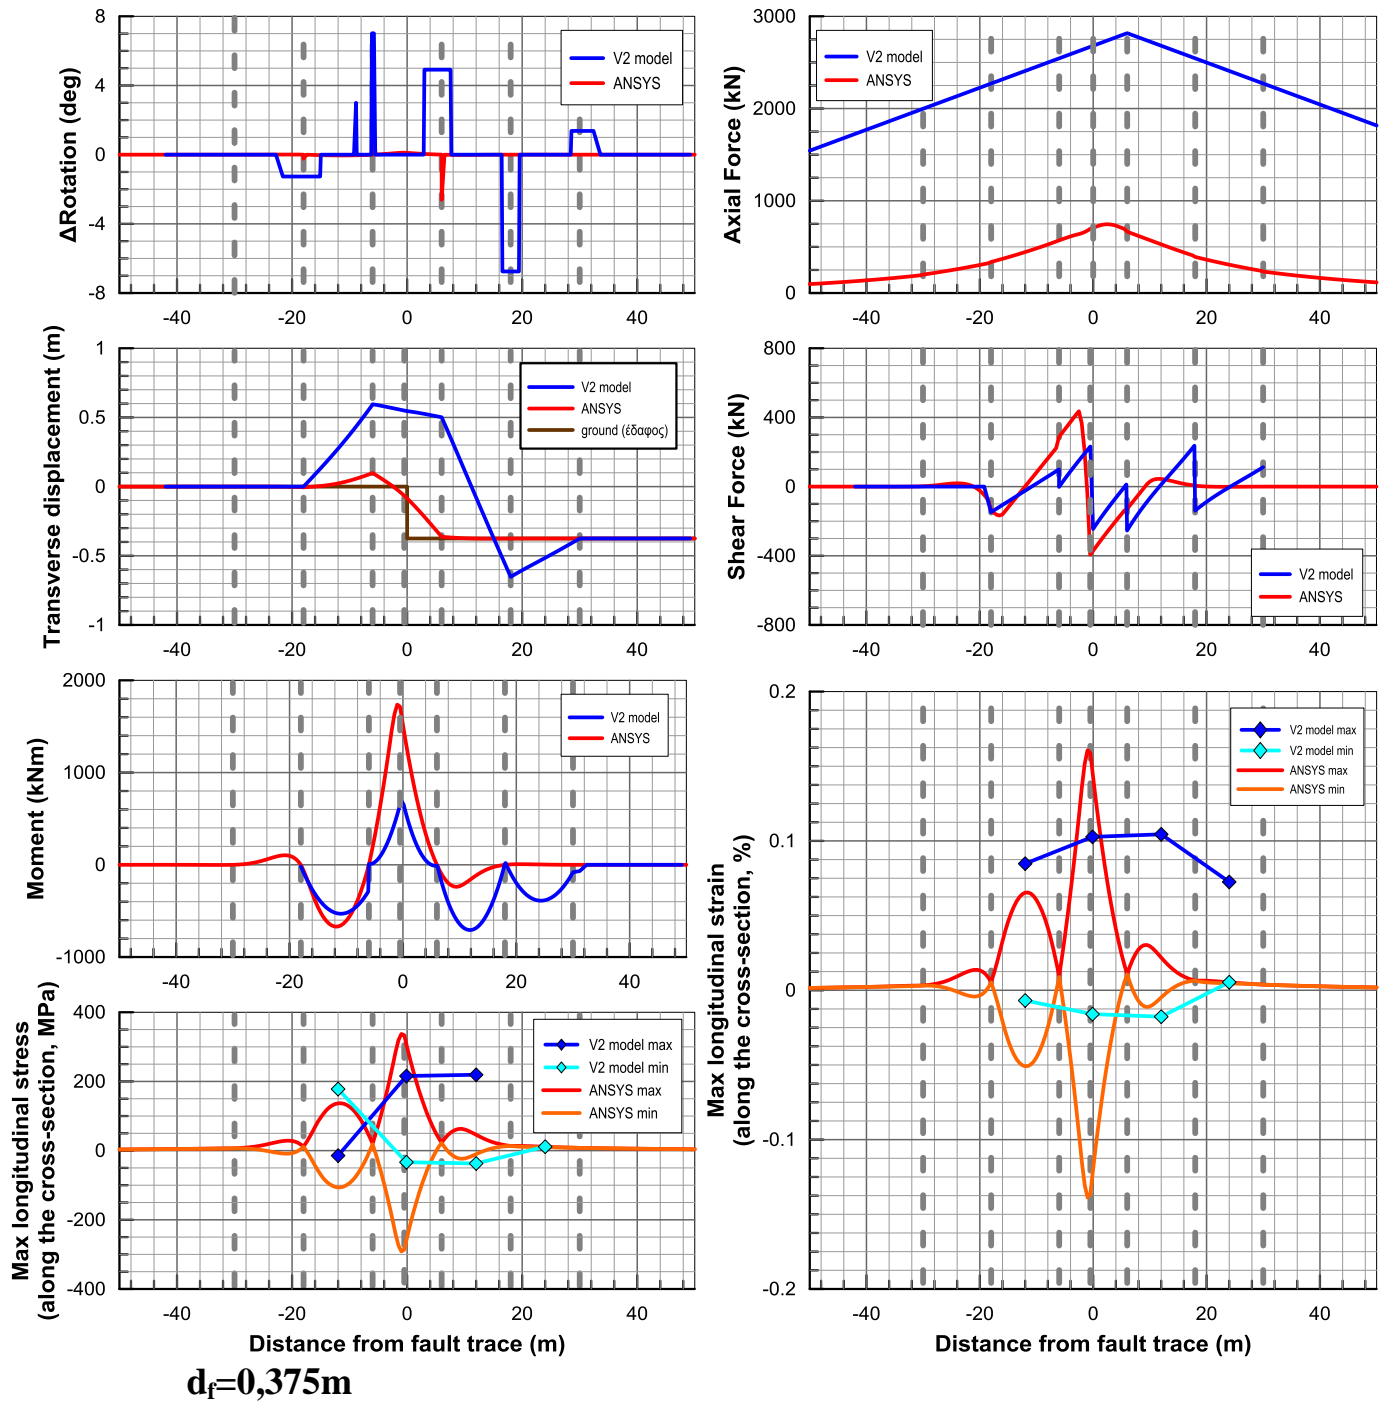 ΔRotation (deg)
8
4
0
-4
-8
-40 -20 0 20 40
V2 model
ANSYS
Axial Force (kN)
3000
2000
1000
0
-40 -20 0 20 40
V2 model
ANSYS
Transverse displacement (m)
1
0.5
0
-0.5
-1
-40 -20 0 20 40
V2 model
ANSYS
ground (έδαφος)
Shear Force (kN)
800
400
0
-400
-800
-40 -20 0 20 40
V2 model
ANSYS
Moment (kNm)
2000
1000
0
-1000
-40 -20 0 20 40
V2 model
ANSYS
Max longitudinal stress
(along the cross-section, MPa)
400
200
0
-200
-400
-40 -20 0 20 40
V2 model max
V2 model min
ANSYS max
ANSYS min
Distance from fault trace (m)
Max longitudinal strain
(along the cross-section, %)
0.2
0.1
0
-0.1
-0.2
-40 -20 0 20 40
V2 model max
V2 model min
ANSYS max
ANSYS min
Distance from fault trace (m)
df=0,375m